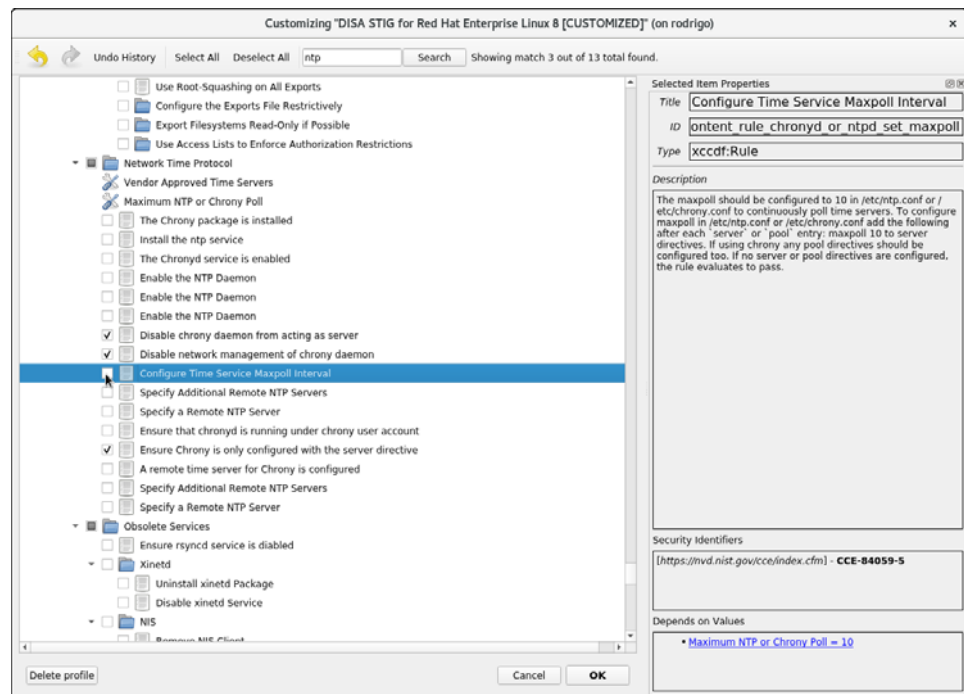 Customizing "DISA STIG for Red Hat Enterprise Linux 8 [CUSTOMIZED]" (on rodrigo)
Undo History Select All Deselect All ntp Search Showing match 3 out of 13 total found.
Use Root-Squashing on All Exports
Configure the Exports File Restrictively
Export Filesystems Read-Only if Possible
Use Access Lists to Enforce Authorization Restrictions
Network Time Protocol
Vendor Approved Time Servers
Maximum NTP or Chrony Poll
The Chrony package is installed
Install the ntp service
The Chronyd service is enabled
Enable the NTP Daemon
Enable the NTP Daemon
Enable the NTP Daemon
Disable chrony daemon from acting as server
Disable network management of chrony daemon
Configure Time Service Maxpoll Interval
Specify Additional Remote NTP Servers
Specify a Remote NTP Server
Ensure that chronyd is running under chrony user account
Ensure Chrony is only configured with the server directive
A remote time server for Chrony is configured
Specify Additional Remote NTP Servers
Specify a Remote NTP Server
Obsolete Services
Ensure rsyncd service is diabled
Xinetd
Uninstall xinetd Package
Disable xinetd Service
NIS
Remove NIS Client
Delete profile Cancel OK
Selected Item Properties
Title Configure Time Service Maxpoll Interval
ID ontent_rule_chronyd_or_ntpd_set_maxpoll
Type xccdf:Rule
Description
The maxpoll should be configured to 10 in /etc/ntp.conf or /
etc/chrony.conf to continuously poll time servers. To configure
maxpoll in /etc/ntp.conf or /etc/chrony.conf add the following
after each `server` or `pool` entry: maxpoll 10 to server
directives. If using chrony any pool directives should be
configured too. If no server or pool directives are configured,
the rule evaluates to pass.
Security Identifiers
[https://nvd.nist.gov/cce/index.cfm] - CCE-84059-5
Depends on Values
Maximum NTP or Chrony Poll = 10